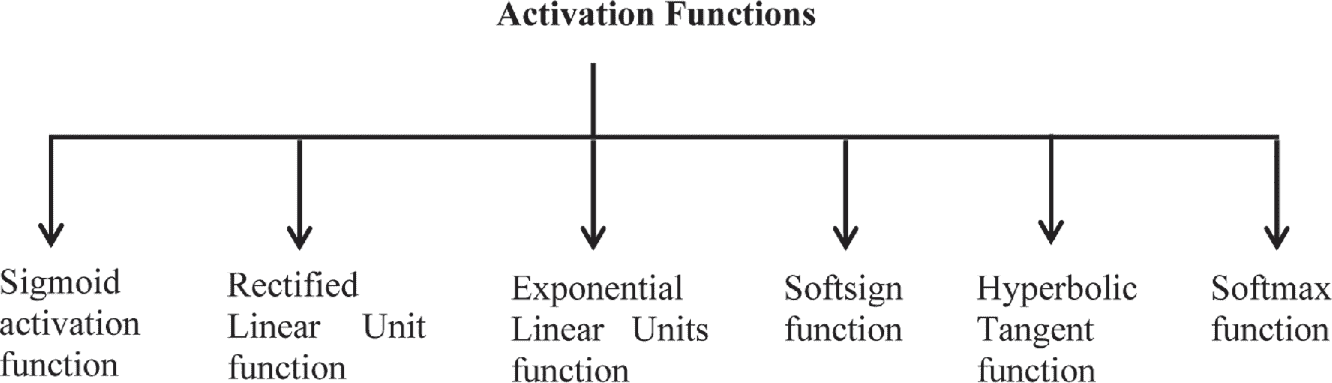 Activation Functions
Sigmoid
activation
function
Rectified
Linear Unit
function
Exponential
Linear Units
function
Softsign
function
Hyperbolic
Tangent
function
Softmax
function